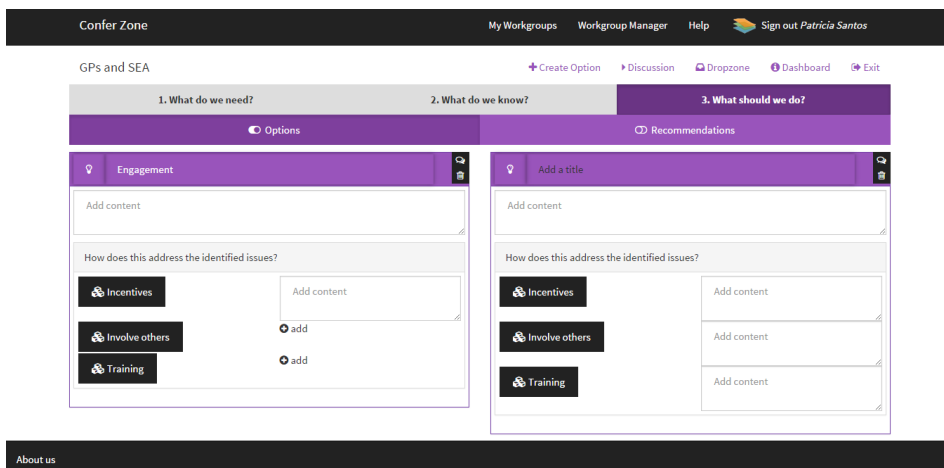 Confer Zone My Workgroups Workgroup Manager Help Sign out Patricia Santos
GPs and SEA Create Option Discussion Dropzone Dashboard Exit
1. What do we need? 2. What do we know? 3. What should we do?
Options Recommendations
Engagement
Add content
How does this address the identified issues?
Incentives Add content
Involve others add
Training add
Add a title
Add content
How does this address the identified issues?
Incentives Add content
Involve others Add content
Training Add content
About us